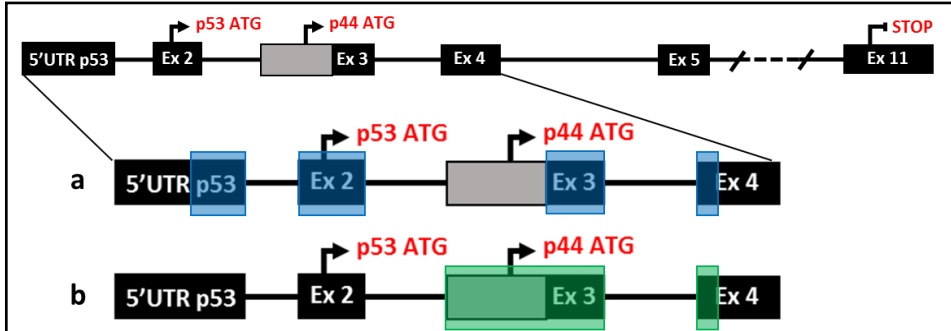 p53 ATG p44 ATG STOP
5'UTR p53 Ex 2 Ex 3 Ex 4 Ex 5 Ex 11
p53 ATG p44 ATG
a 5'UTR p53 Ex 2 Ex 3 Ex 4
p53 ATG p44 ATG
b 5'UTR p53 Ex 2 Ex 3 Ex 4